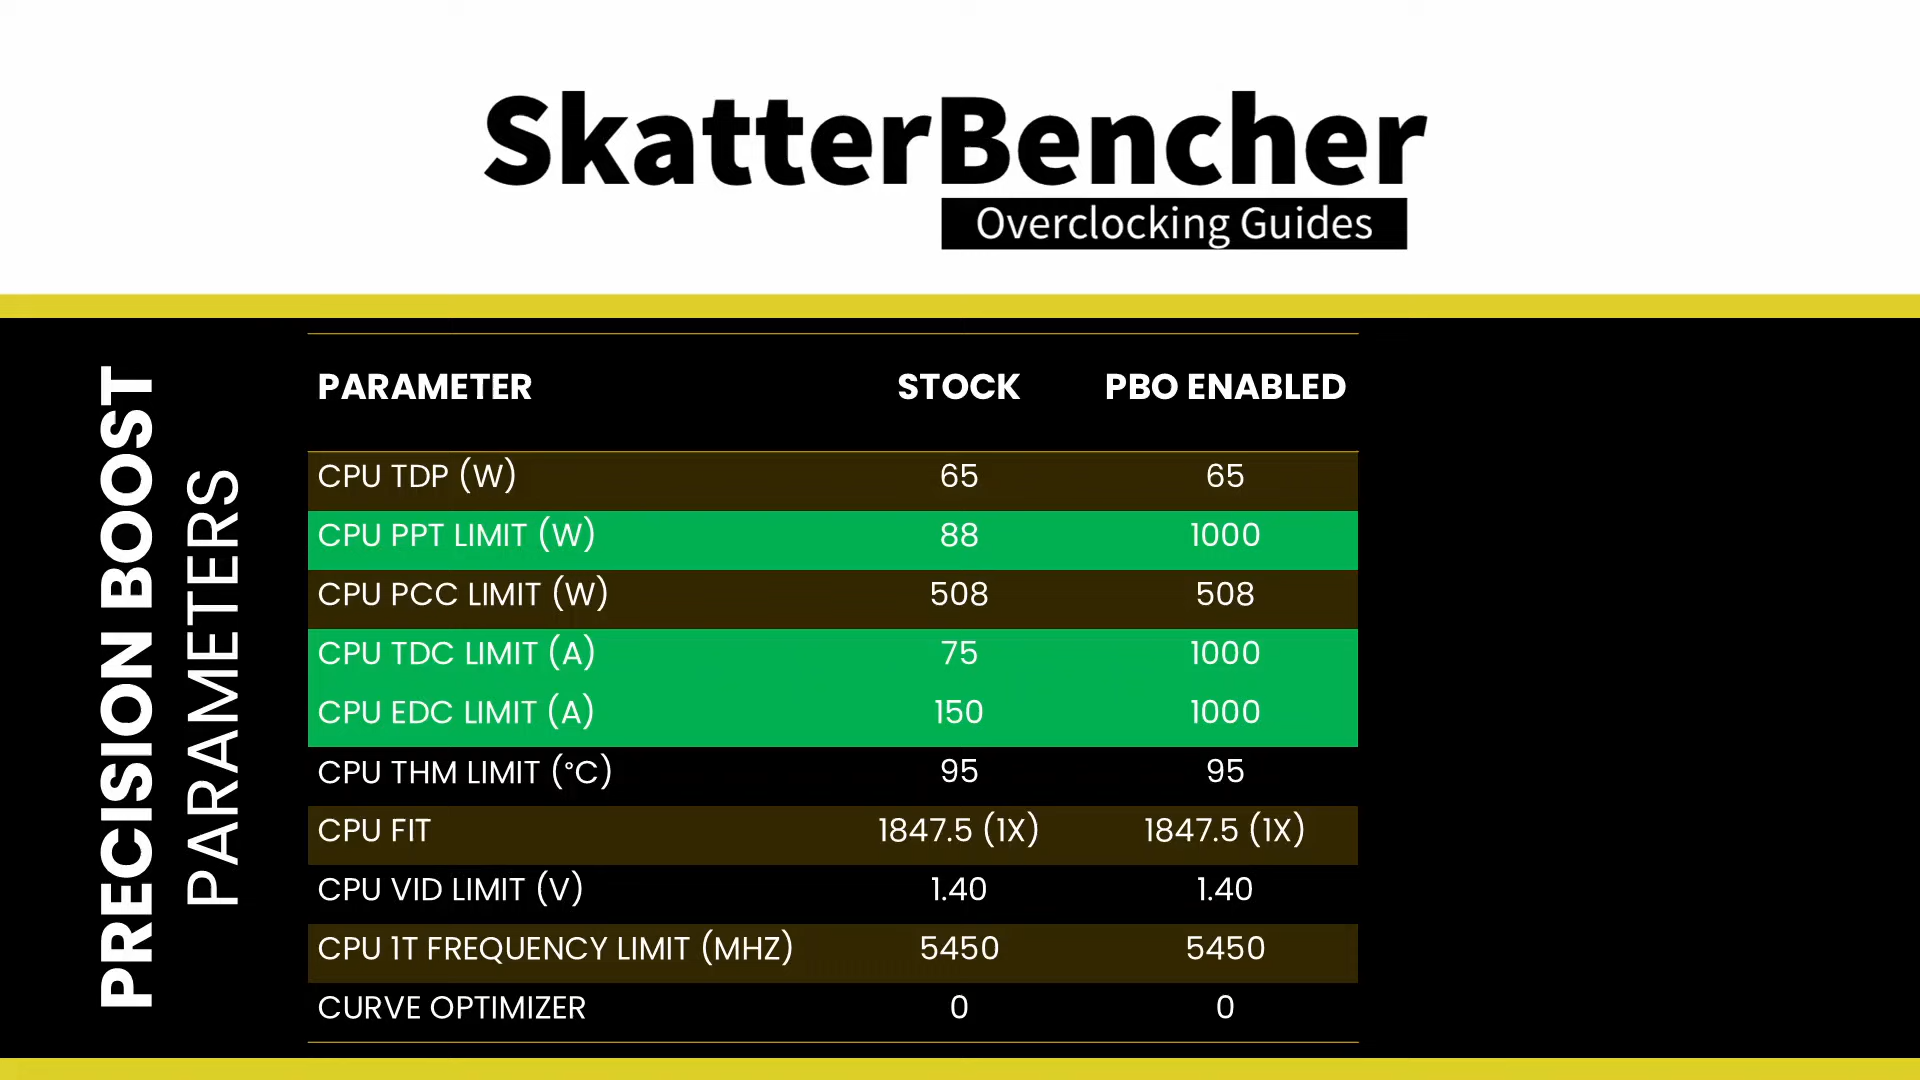 SkatterBencher
Overclocking Guides
PRECISION BOOST
PARAMETERS
PARAMETER STOCK PBO ENABLED
CPU TDP (W) 65 65
CPU PPT LIMIT (W) 88 1000
CPU PCC LIMIT (W) 508 508
CPU TDC LIMIT (A) 75 1000
CPU EDC LIMIT (A) 150 1000
CPU THM LIMIT (°C) 95 95
CPU FIT 1847.5 (1X) 1847.5 (1X)
CPU VID LIMIT (V) 1.40 1.40
CPU 1T FREQUENCY LIMIT (MHZ) 5450 5450
CURVE OPTIMIZER 0 0